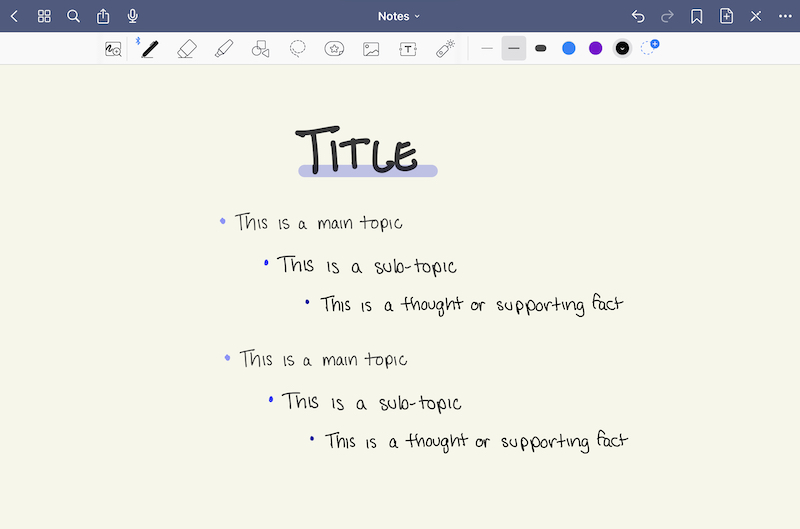 Notes
T
TITLE
This is a main topic
This is a sub-topic
This is a thought or supporting fact
This is a main topic
This is a sub-topic
This is a thought or supporting fact